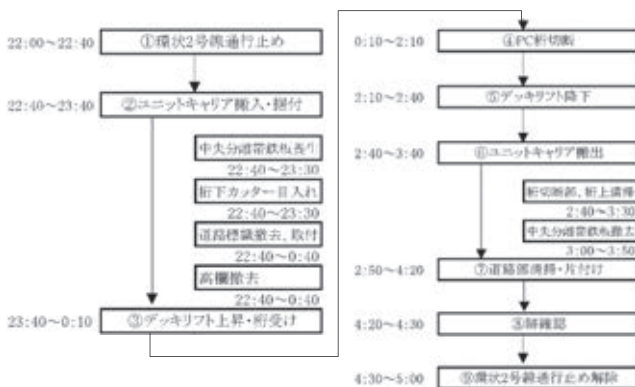 22:00～22:40
①環状2号線通行止め
22:40～23:40
②ユニットキャリア搬入・据付
中央分離帯鉄板養生
22:40～23:30
桁下カッター目入れ
22:40～23:30
道路標識撤去、取付
22:40～0:40
高欄撤去
22:40～0:40
23:40～0:10
③デッキリフト上昇・桁受け
0:10～2:10
④PC桁切断
2:10～2:40
⑤デッキリフト降下
2:40～3:40
⑥ユニットキャリア搬出
桁切断部、桁上清掃
2:40～3:30
中央分離帯鉄板撤去
3:00～3:50
2:50～4:20
⑦道路部清掃・片付け
4:20～4:30
⑧跡確認
4:30～5:00
⑨環状2号線通行止め解除